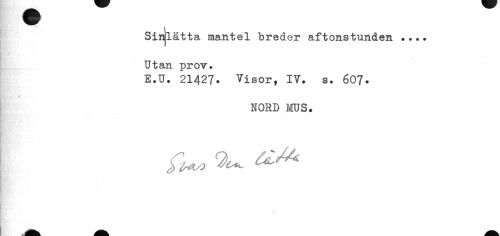 Sin lätta mantel breder aftonstunden ....
Utan prov.
E.U. 21427. Visor, IV. s. 607.
NORD MUS.
Svas Den lätta